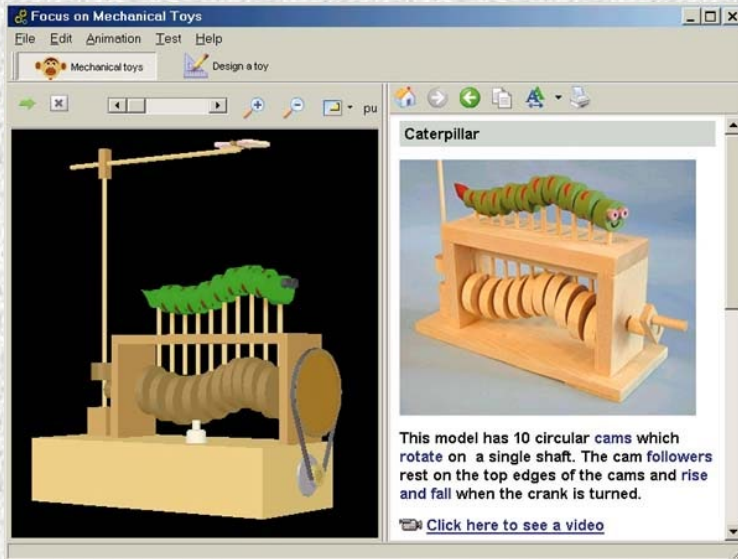 Focus on Mechanical Toys
File Edit Animation Test Help
Mechanical toys Design a toy
pu
Caterpillar
This model has 10 circular cams which
rotate on a single shaft. The cam followers
rest on the top edges of the cams and rise
and fall when the crank is turned.
Click here to see a video